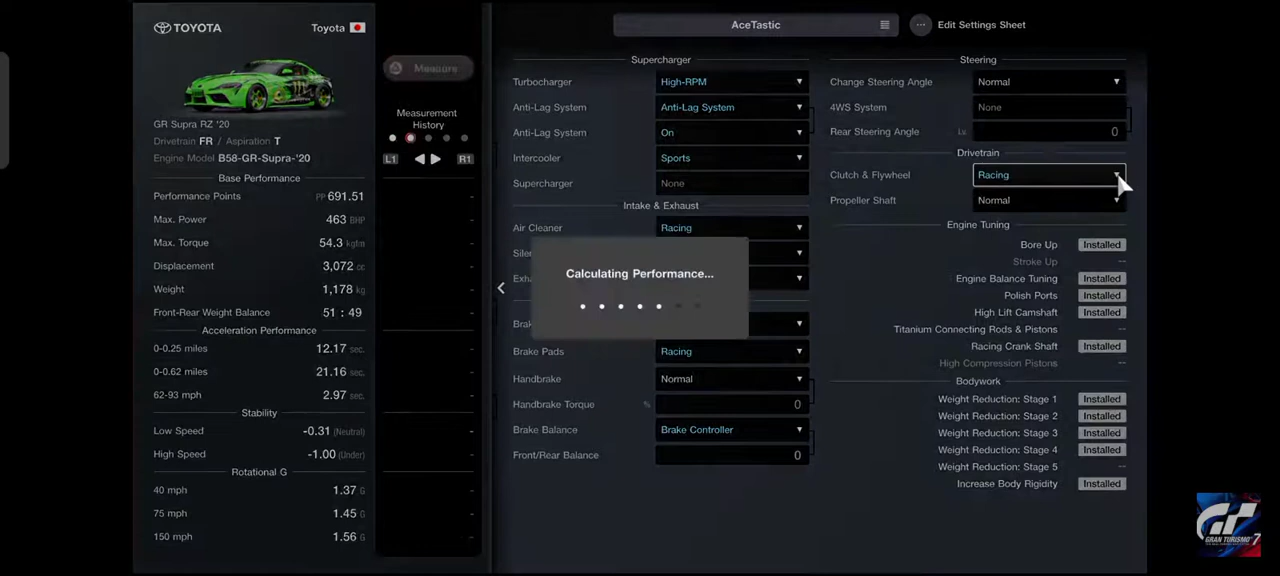 TOYOTA
Toyota
GR Supra RZ '20
Drivetrain FR / Aspiration T
Engine Model B58-GR-Supra-'20
Base Performance
Performance Points PP 691.51
Max. Power 463 BHP
Max. Torque 54.3 kgfm
Displacement 3,072 cc
Weight 1,178 kg
Front-Rear Weight Balance 51 : 49
Acceleration Performance
0-0.25 miles 12.17 sec.
0-0.62 miles 21.16 sec.
62-93 mph 2.97 sec.
Stability
Low Speed -0.31 (Neutral)
High Speed -1.00 (Under)
Rotational G
40 mph 1.37 G
75 mph 1.45 G
150 mph 1.56 G
Measure
Measurement
History
L1 R1
AceTastic
Edit Settings Sheet
Supercharger
Turbocharger High-RPM
Anti-Lag System Anti-Lag System
Anti-Lag System On
Intercooler Sports
Supercharger None
Intake & Exhaust
Air Cleaner Racing
Calculating Performance...
Brake Pads Racing
Handbrake Normal
Handbrake Torque % 0
Brake Balance Brake Controller
Front/Rear Balance 0
Steering
Change Steering Angle Normal
4WS System None
Rear Steering Angle Lv. 0
Drivetrain
Clutch & Flywheel Racing
Propeller Shaft Normal
Engine Tuning
Bore Up Installed
Stroke Up --
Engine Balance Tuning Installed
Polish Ports Installed
High Lift Camshaft Installed
Titanium Connecting Rods & Pistons --
Racing Crank Shaft Installed
High Compression Pistons --
Bodywork
Weight Reduction: Stage 1 Installed
Weight Reduction: Stage 2 Installed
Weight Reduction: Stage 3 Installed
Weight Reduction: Stage 4 Installed
Weight Reduction: Stage 5 --
Increase Body Rigidity Installed
GT
GRAN TURISMO 7